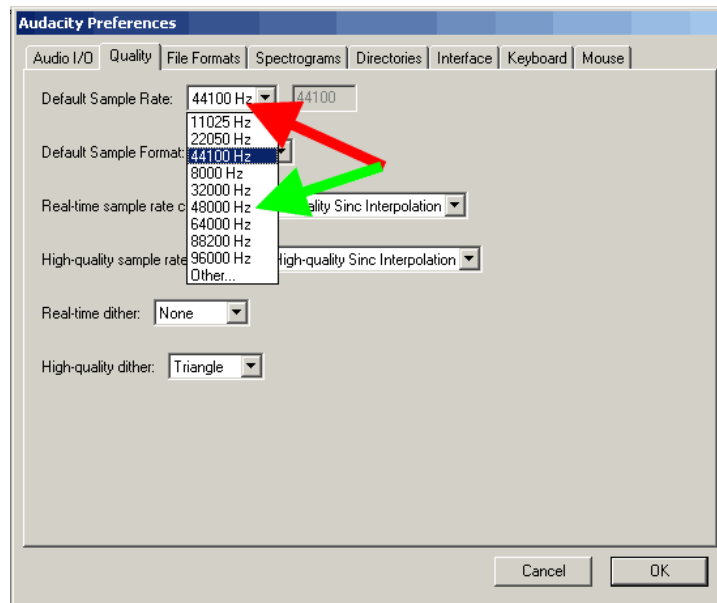 Audacity Preferences
Audio I/O Quality File Formats Spectrograms Directories Interface Keyboard Mouse
Default Sample Rate: 44100 Hz 44100
11025 Hz
22050 Hz
Default Sample Format: 44100 Hz
8000 Hz
32000 Hz
Real-time sample rate c 48000 Hz ality Sinc Interpolation
64000 Hz
88200 Hz
High-quality sample rate 96000 Hz High-quality Sinc Interpolation
Other...
Real-time dither: None
High-quality dither: Triangle
Cancel OK